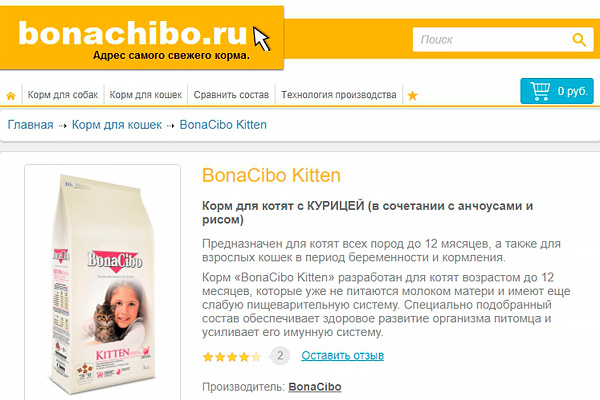 bonachibo.ru
Адрес самого свежего корма.
Поиск
Корм для собак Корм для кошек Сравнить состав Технология производства
0 руб.
Главная → Корм для кошек → BonaCibo Kitten
BonaCibo Kitten
Корм для котят с КУРИЦЕЙ (в сочетании с анчоусами и
рисом)
Предназначен для котят всех пород до 12 мясяцев, а также для
взрослых кошек в период беременности и кормления.
Корм «BonaCibo Kitten» разработан для котят возрастом до 12
месяцев, которые уже не питаются молоком матери и имеют еще
слабую пищеварительную систему. Специально подобранный
состав обеспечивает здоровое развитие организма питомца и
усиливает его имунную систему.
2 Оставить отзыв
Производитель: BonaCibo
BonaCibo
KITTEN